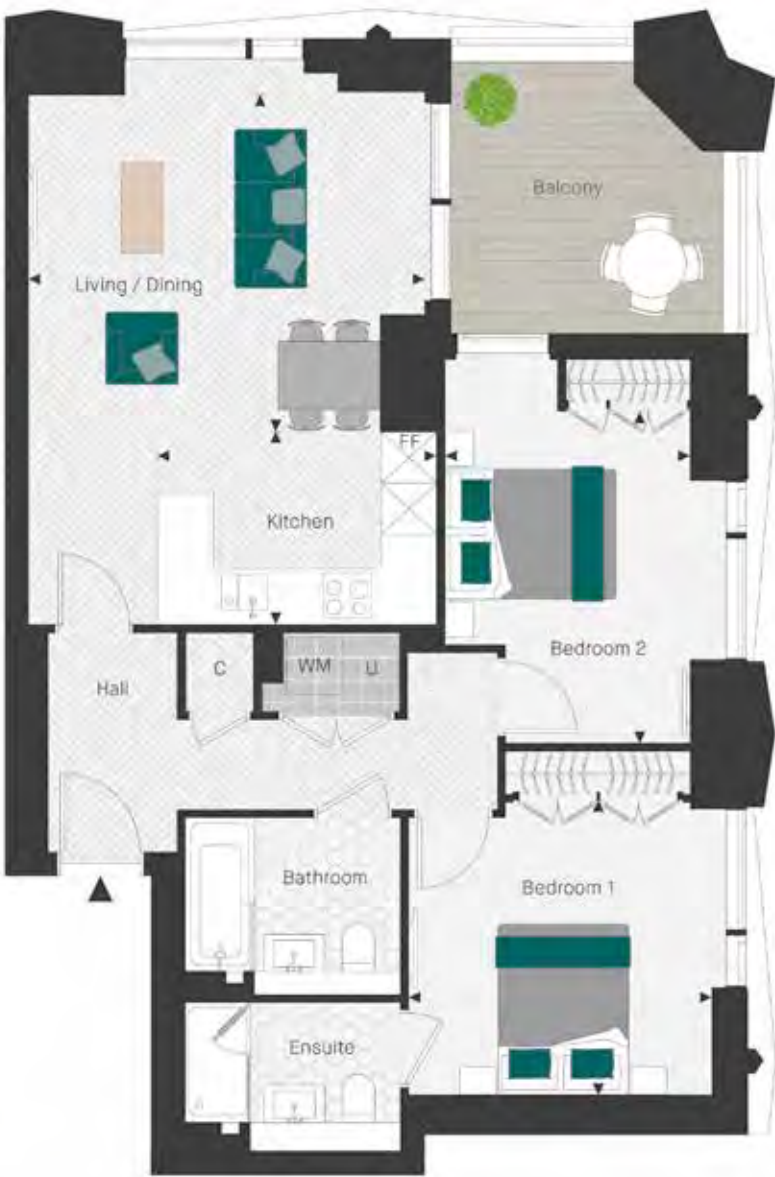 Balcony
Living / Dining
FF
Kitchen
Bedroom 2
Hall
C
WM
U
Bathroom
Bedroom 1
Ensuite